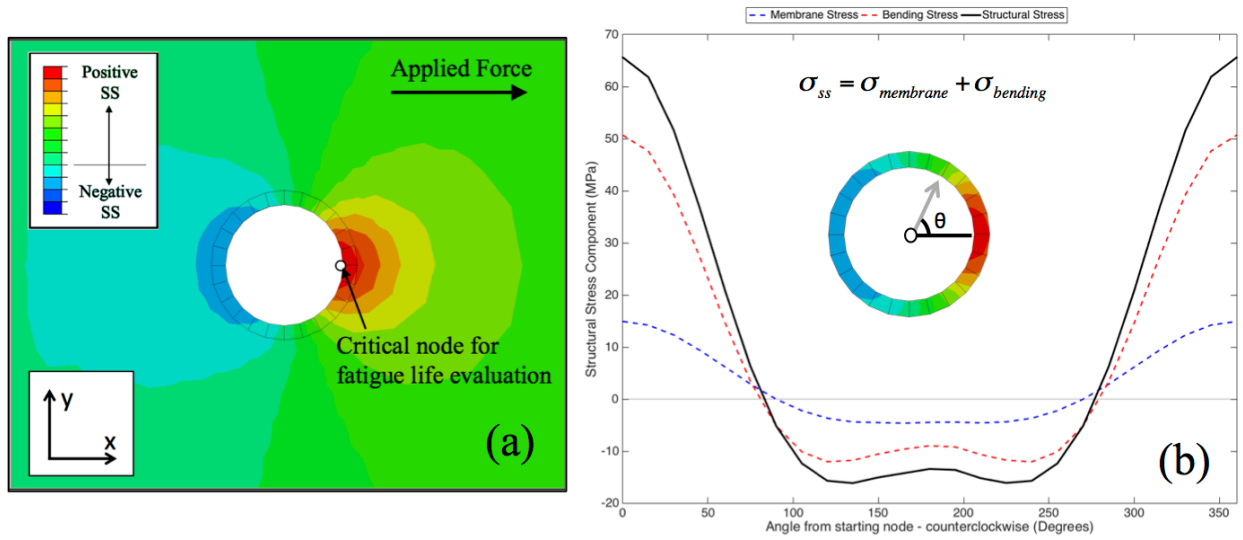 Positive
SS
Negative
SS
Applied Force
Critical node for
fatigue life evaluation
y
x
(a)
(b)
Membrane Stress Bending Stress Structural Stress
Structural Stress Component (MPa)
70
60
50
40
30
20
10
0
-10
-20
σss = σmembrane + σbending
θ
0 50 100 150 200 250 300 350
Angle from starting node - counterclockwise (Degrees)